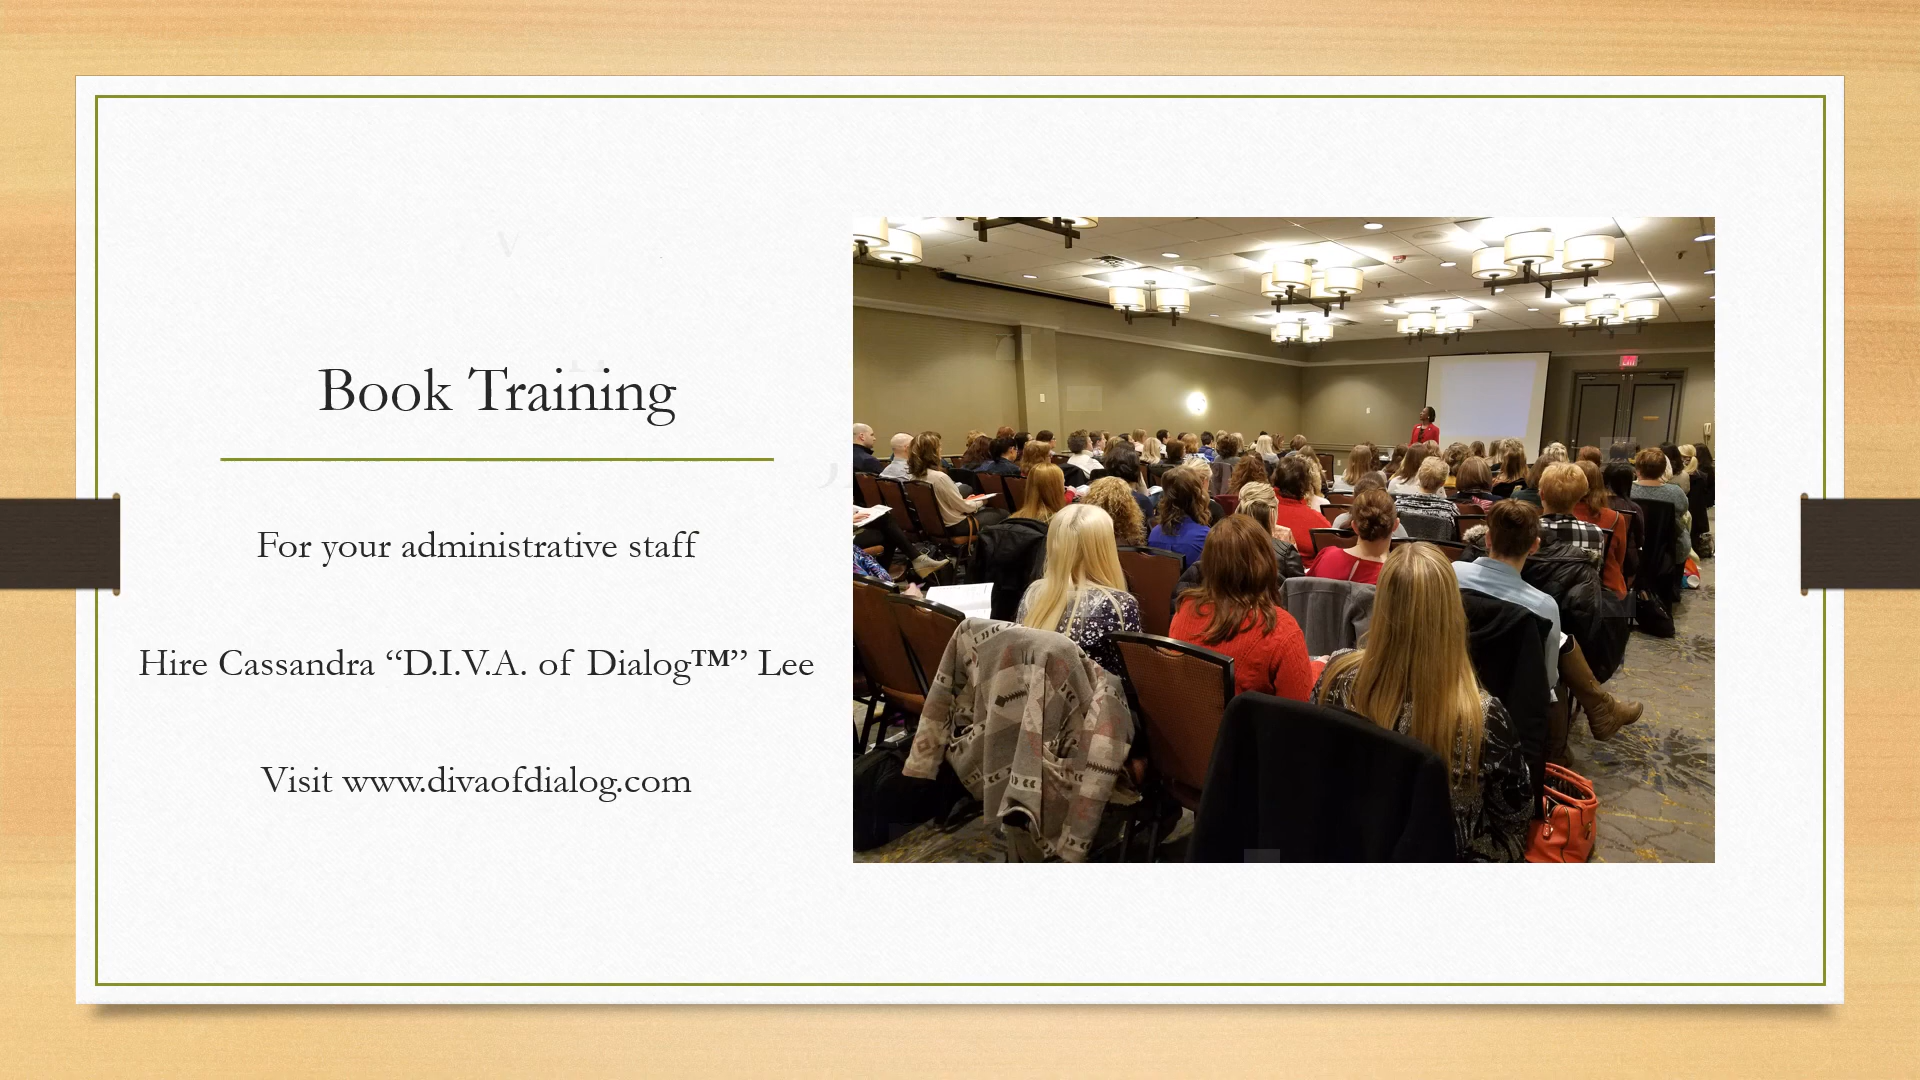 Book Training
For your administrative staff
Hire Cassandra “D.I.V.A. of Dialog™” Lee
Visit www.divaofdialog.com